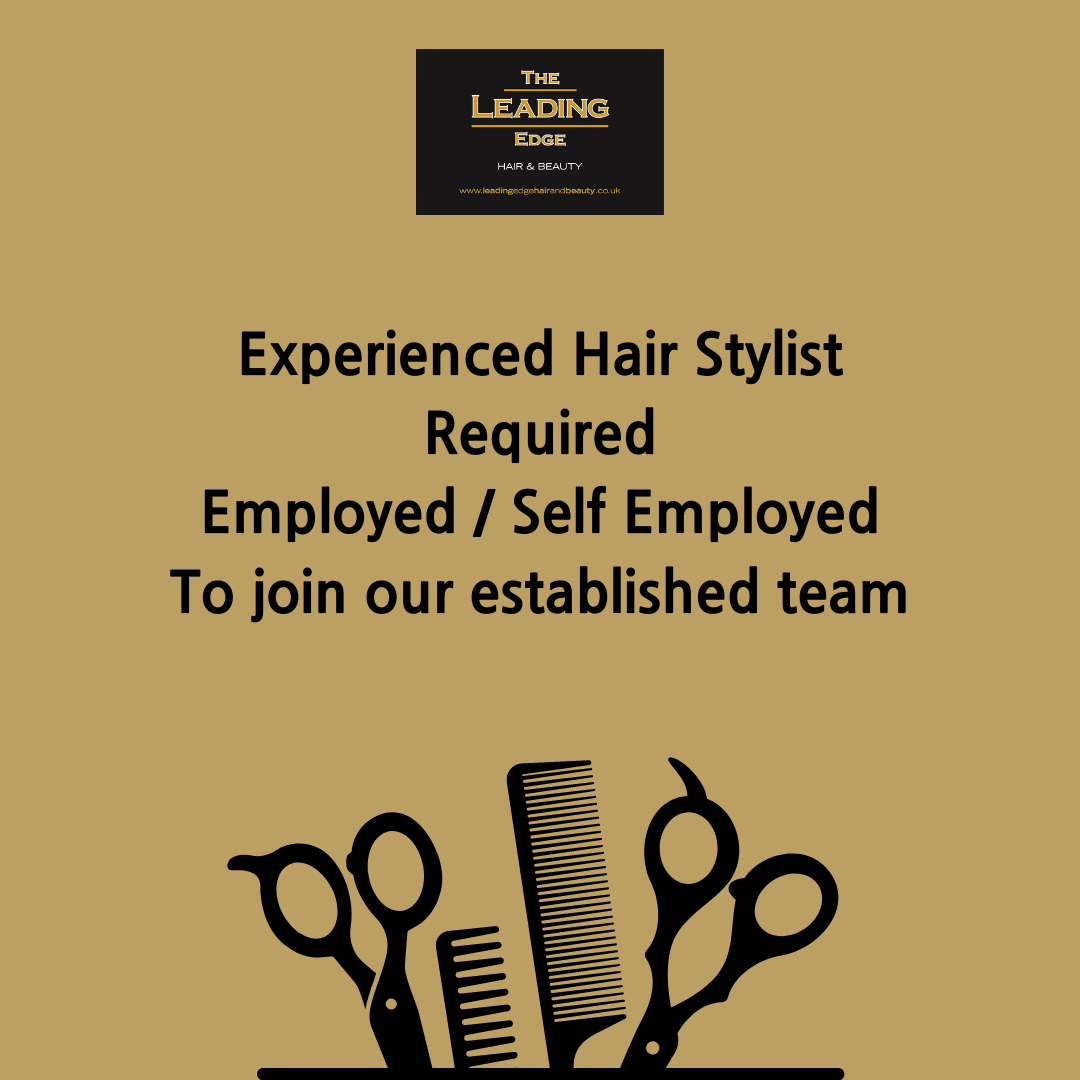 THE
LEADING
EDGE
HAIR & BEAUTY
www.leadingedgehairandbeauty.co.uk
Experienced Hair Stylist
Required
Employed / Self Employed
To join our established team